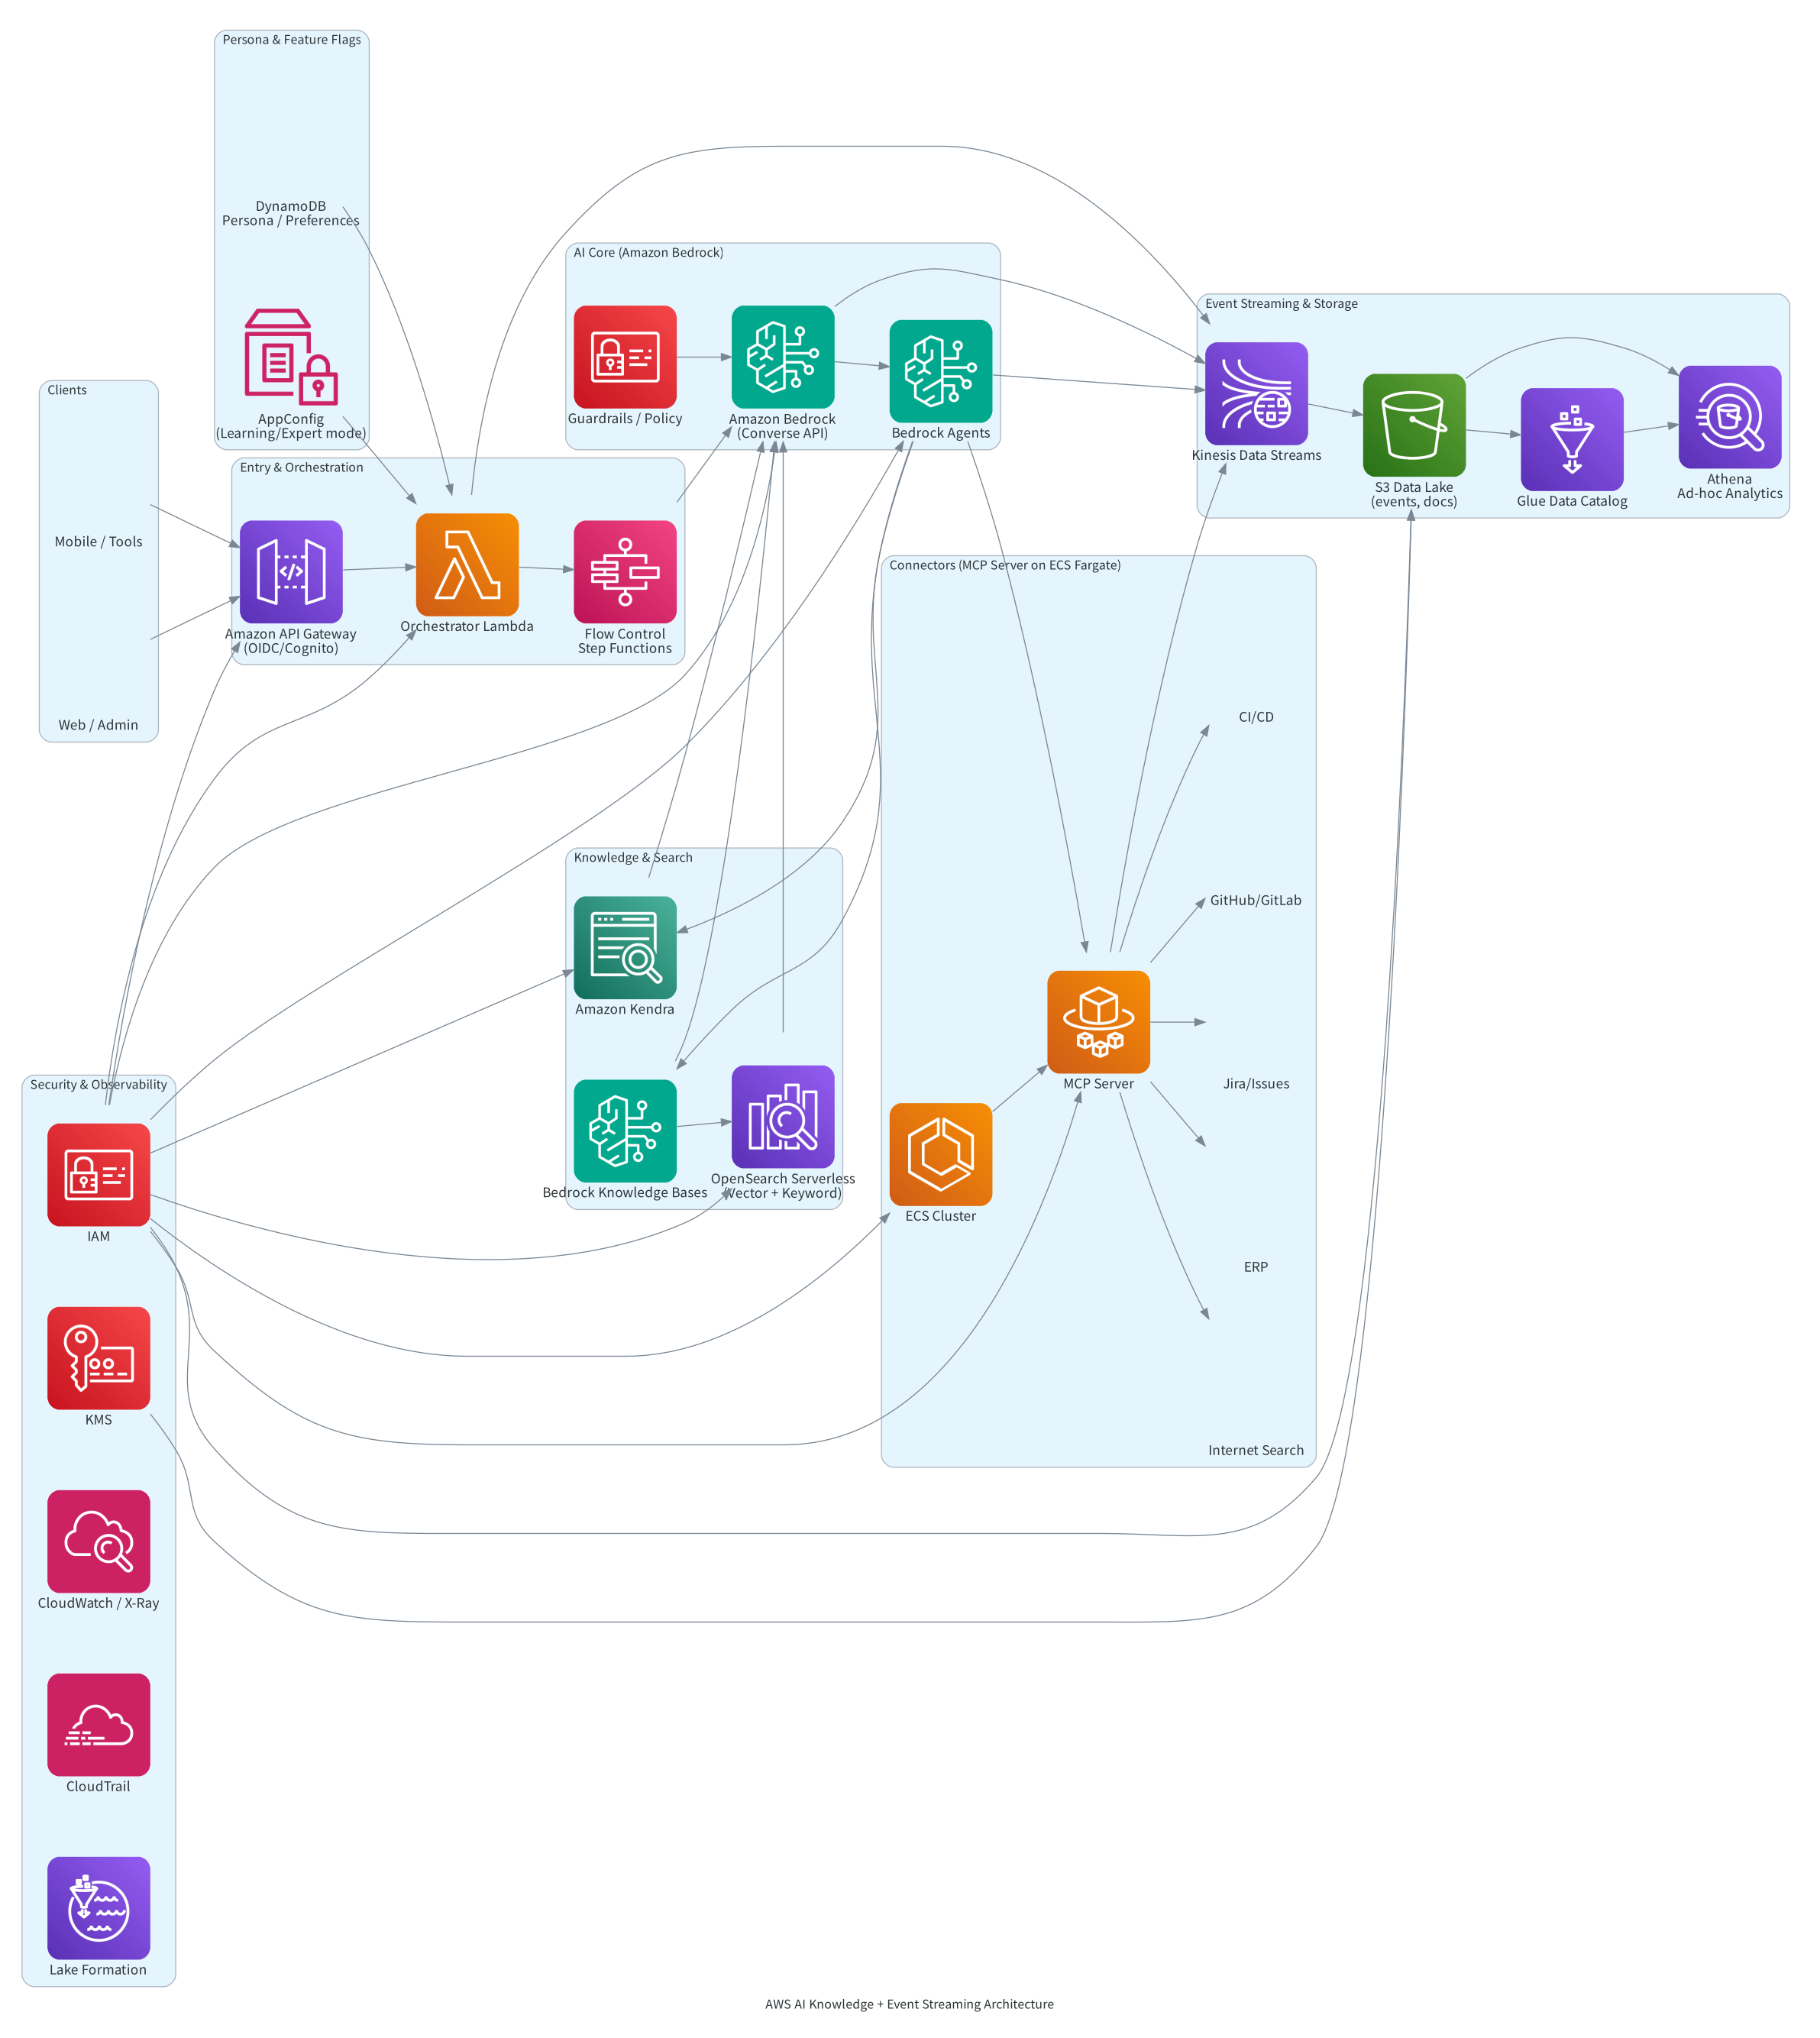 Persona & Feature Flags
DynamoDB
Persona / Preferences
AppConfig
(Learning/Expert mode)
Clients
Mobile / Tools
Web / Admin
Entry & Orchestration
Amazon API Gateway
(OIDC/Cognito)
Orchestrator Lambda
Flow Control
Step Functions
AI Core (Amazon Bedrock)
Guardrails / Policy
Amazon Bedrock
(Converse API)
Bedrock Agents
Event Streaming & Storage
Kinesis Data Streams
S3 Data Lake
(events, docs)
Glue Data Catalog
Athena
Ad-hoc Analytics
Connectors (MCP Server on ECS Fargate)
CI/CD
GitHub/GitLab
MCP Server
Jira/Issues
ECS Cluster
ERP
Internet Search
Knowledge & Search
Amazon Kendra
Bedrock Knowledge Bases
OpenSearch Serverless
(Vector + Keyword)
Security & Observability
IAM
KMS
CloudWatch / X-Ray
CloudTrail
Lake Formation
AWS AI Knowledge + Event Streaming Architecture